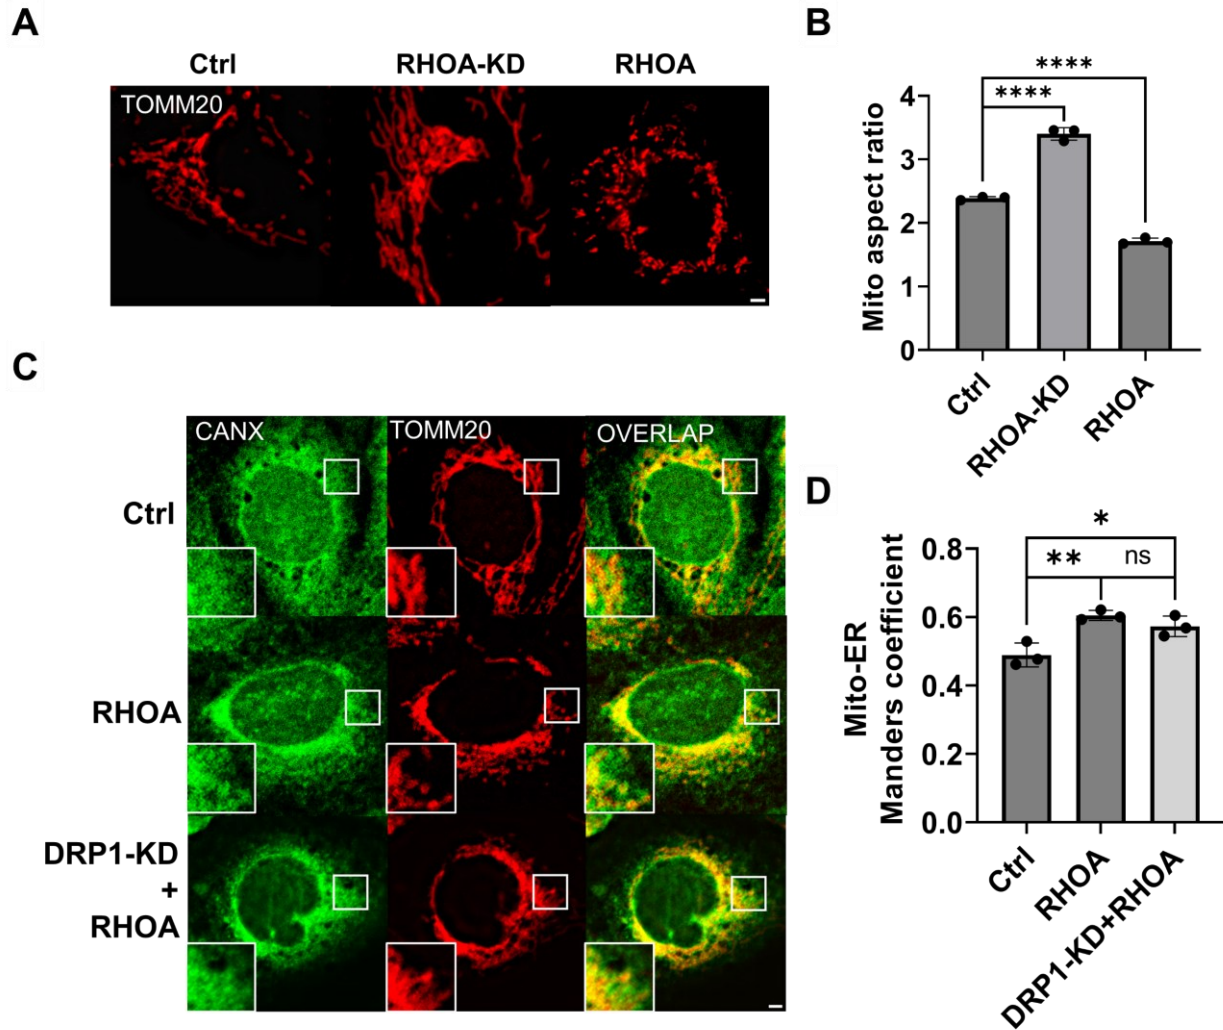 A
Ctrl
RHOA-KD
RHOA
TOMM20
B
****
****
4
3
2
1
0
Mito aspect ratio
Ctrl
RHOA-KD
RHOA
C
CANX
TOMM20
OVERLAP
Ctrl
RHOA
DRP1-KD
+
RHOA
D
*
**
ns
0.8
0.6
0.4
0.2
0.0
Mito-ER
Manders coefficient
Ctrl
RHOA
DRP1-KD+RHOA